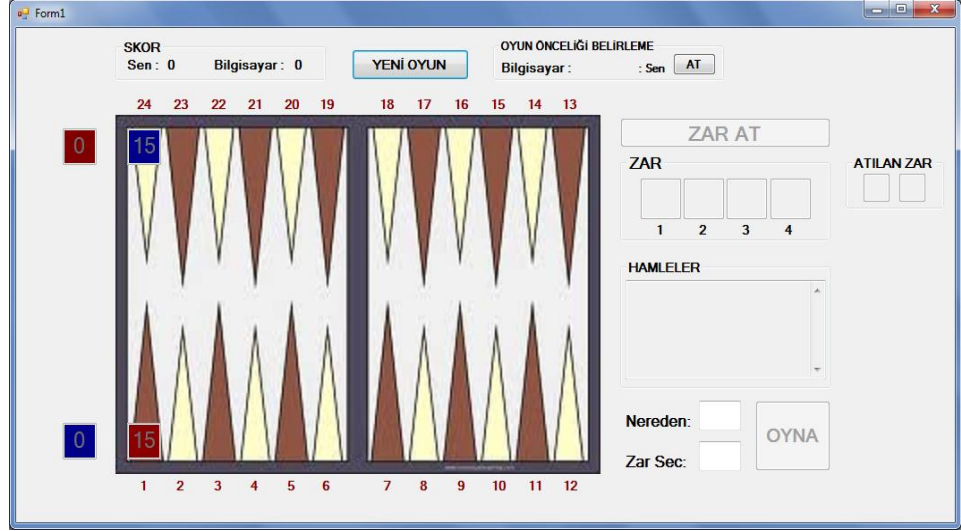 Form1
SKOR
Sen : 0 Bilgisayar : 0
YENİ OYUN
OYUN ÖNCELİĞİ BELİRLEME
Bilgisayar : : Sen AT
24 23 22 21 20 19 18 17 16 15 14 13
0 15
ZAR AT
ZAR
1 2 3 4
ATILAN ZAR
HAMLELER
Nereden:
Zar Sec:
OYNA
0 15
1 2 3 4 5 6 7 8 9 10 11 12